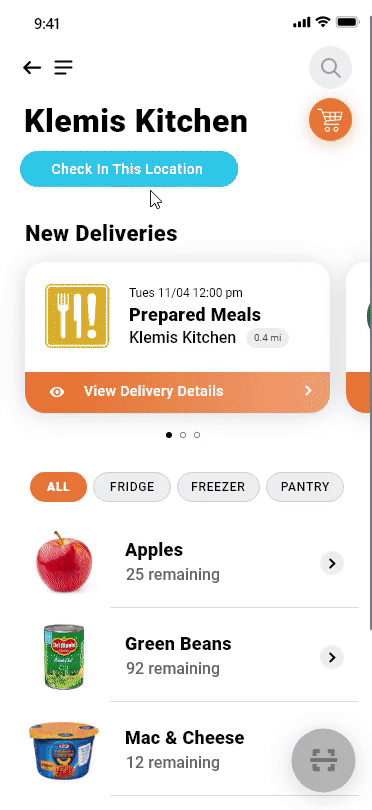 9:41
Klemis Kitchen
Check In This Location
New Deliveries
Tues 11/04 12:00 pm
Prepared Meals
Klemis Kitchen 0.4 mi
View Delivery Details
ALL FRIDGE FREEZER PANTRY
Apples
25 remaining
Del Monte
Green Beans
92 remaining
Mac & Cheese
12 remaining